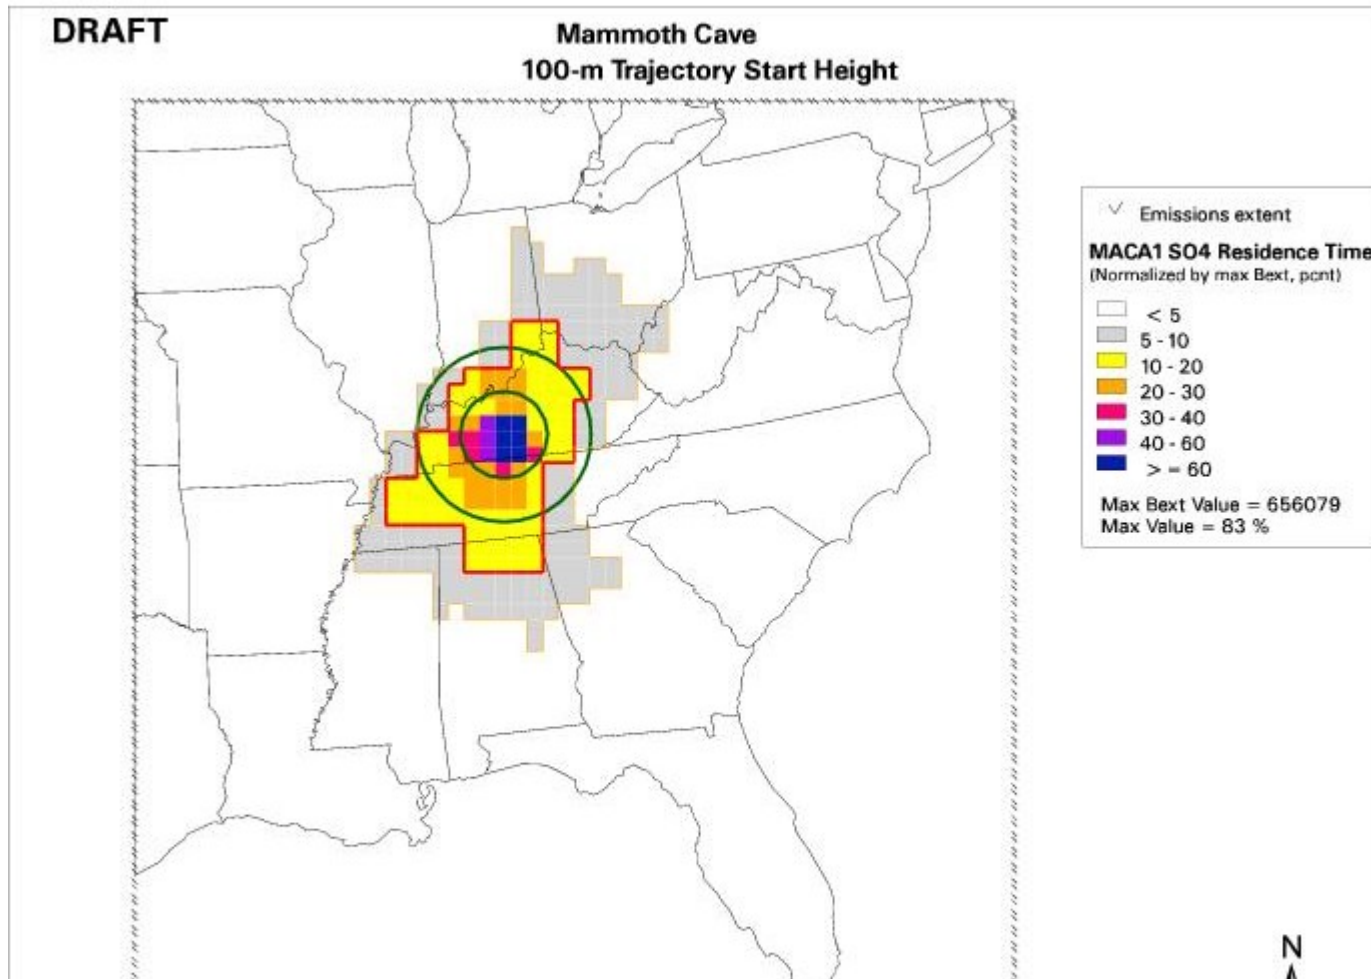 DRAFT
Mammoth Cave
100-m Trajectory Start Height
Emissions extent
MACA1 SO4 Residence Time
(Normalized by max Bext, pcnt)
< 5
5 - 10
10 - 20
20 - 30
30 - 40
40 - 60
> = 60
Max Bext Value = 656079
Max Value = 83 %
N